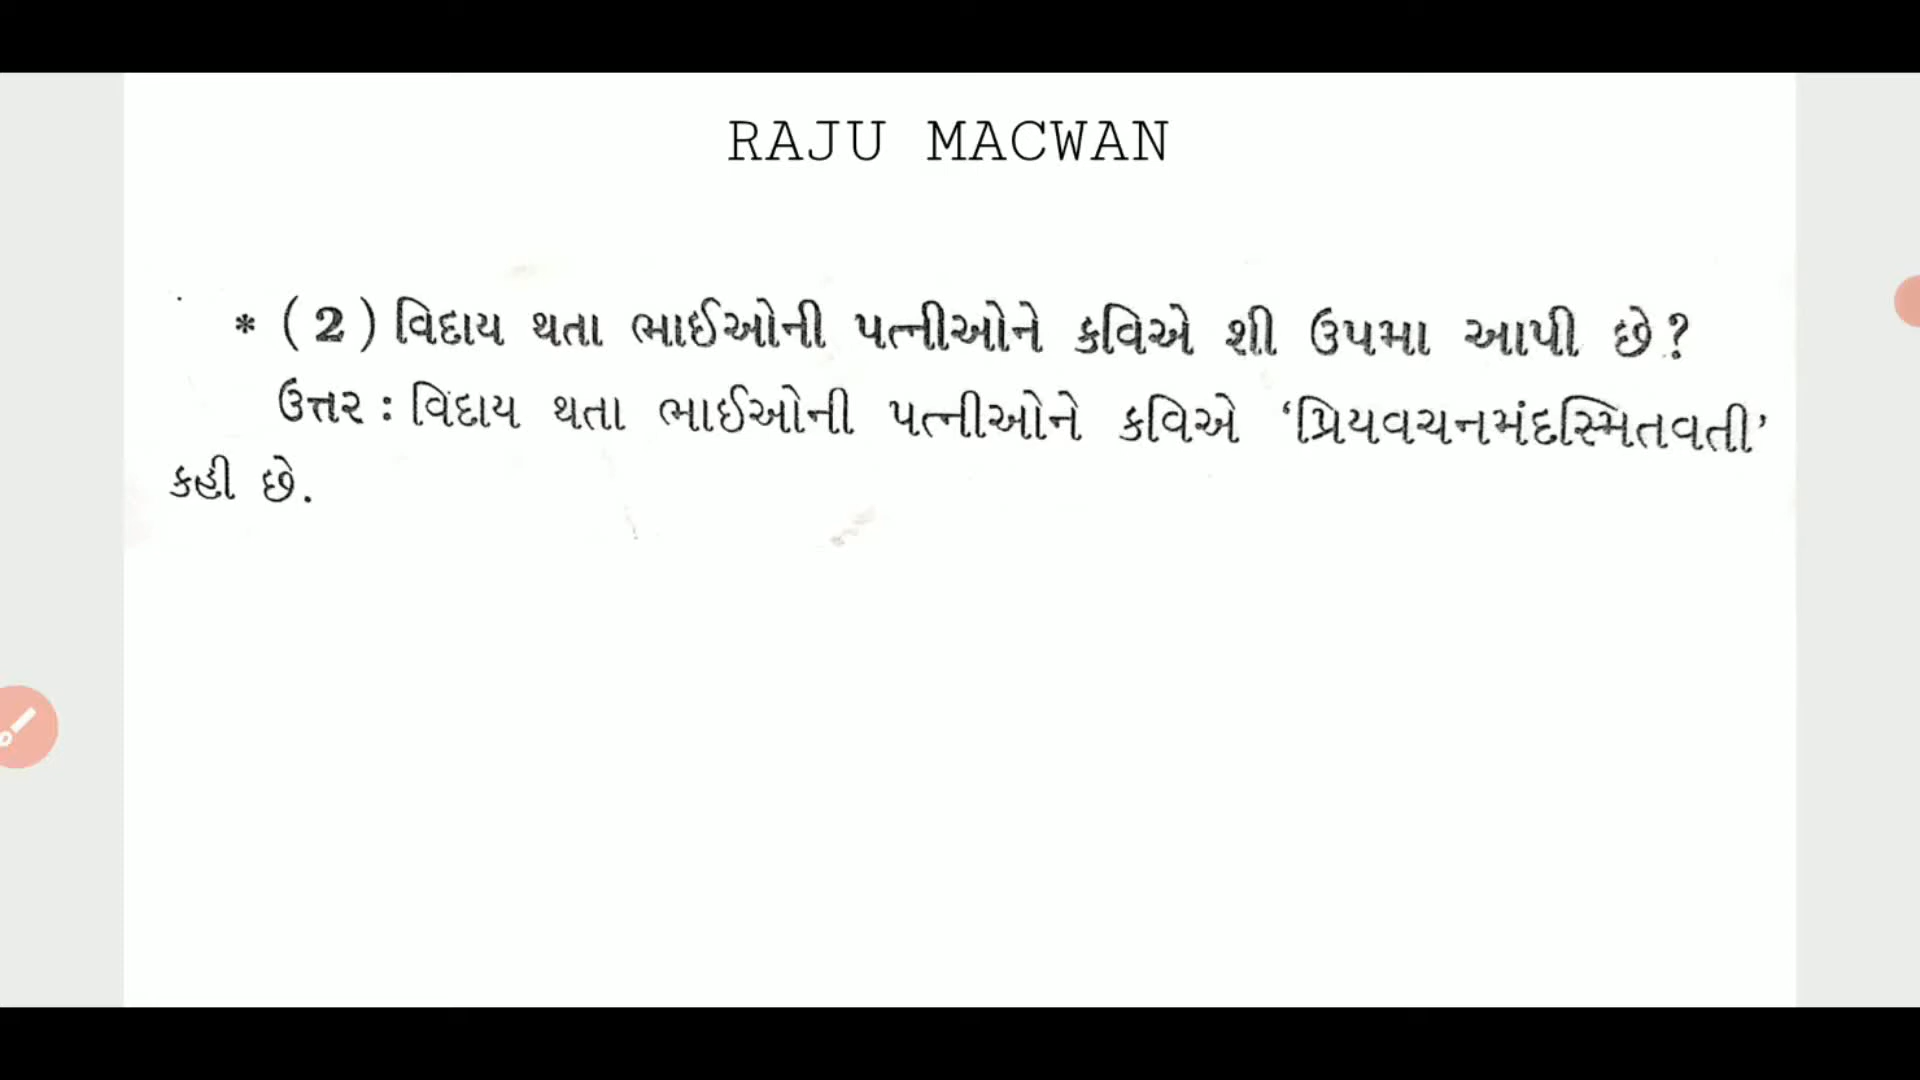 RAJU MACWAN
* (2) વિદાય થતા ભાઈઓની પત્નીઓને કવિએ શી ઉપમા આપી છે?
ઉત્તર : વિદાય થતા ભાઈઓની પત્નીઓને કવિએ ‘પ્રિયવચનમંદસ્મિતવતી’
કહી છે.